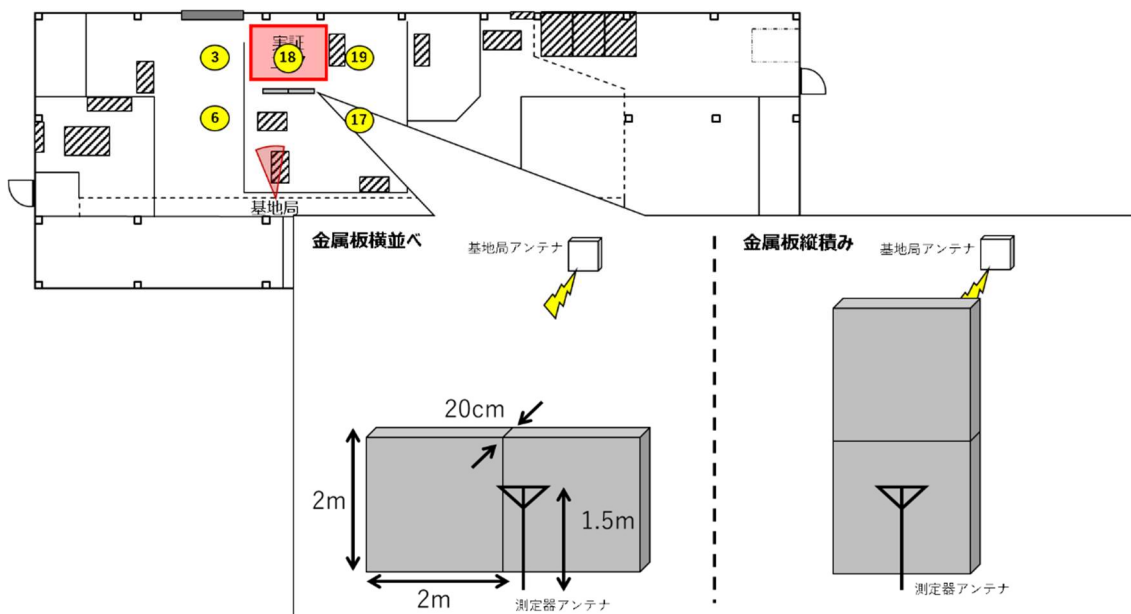 実証
3
18
19
6
17
基地局
金属板横並べ
基地局アンテナ
金属板縦積み
基地局アンテナ
20cm
2m
1.5m
2m
測定器アンテナ
測定器アンテナ